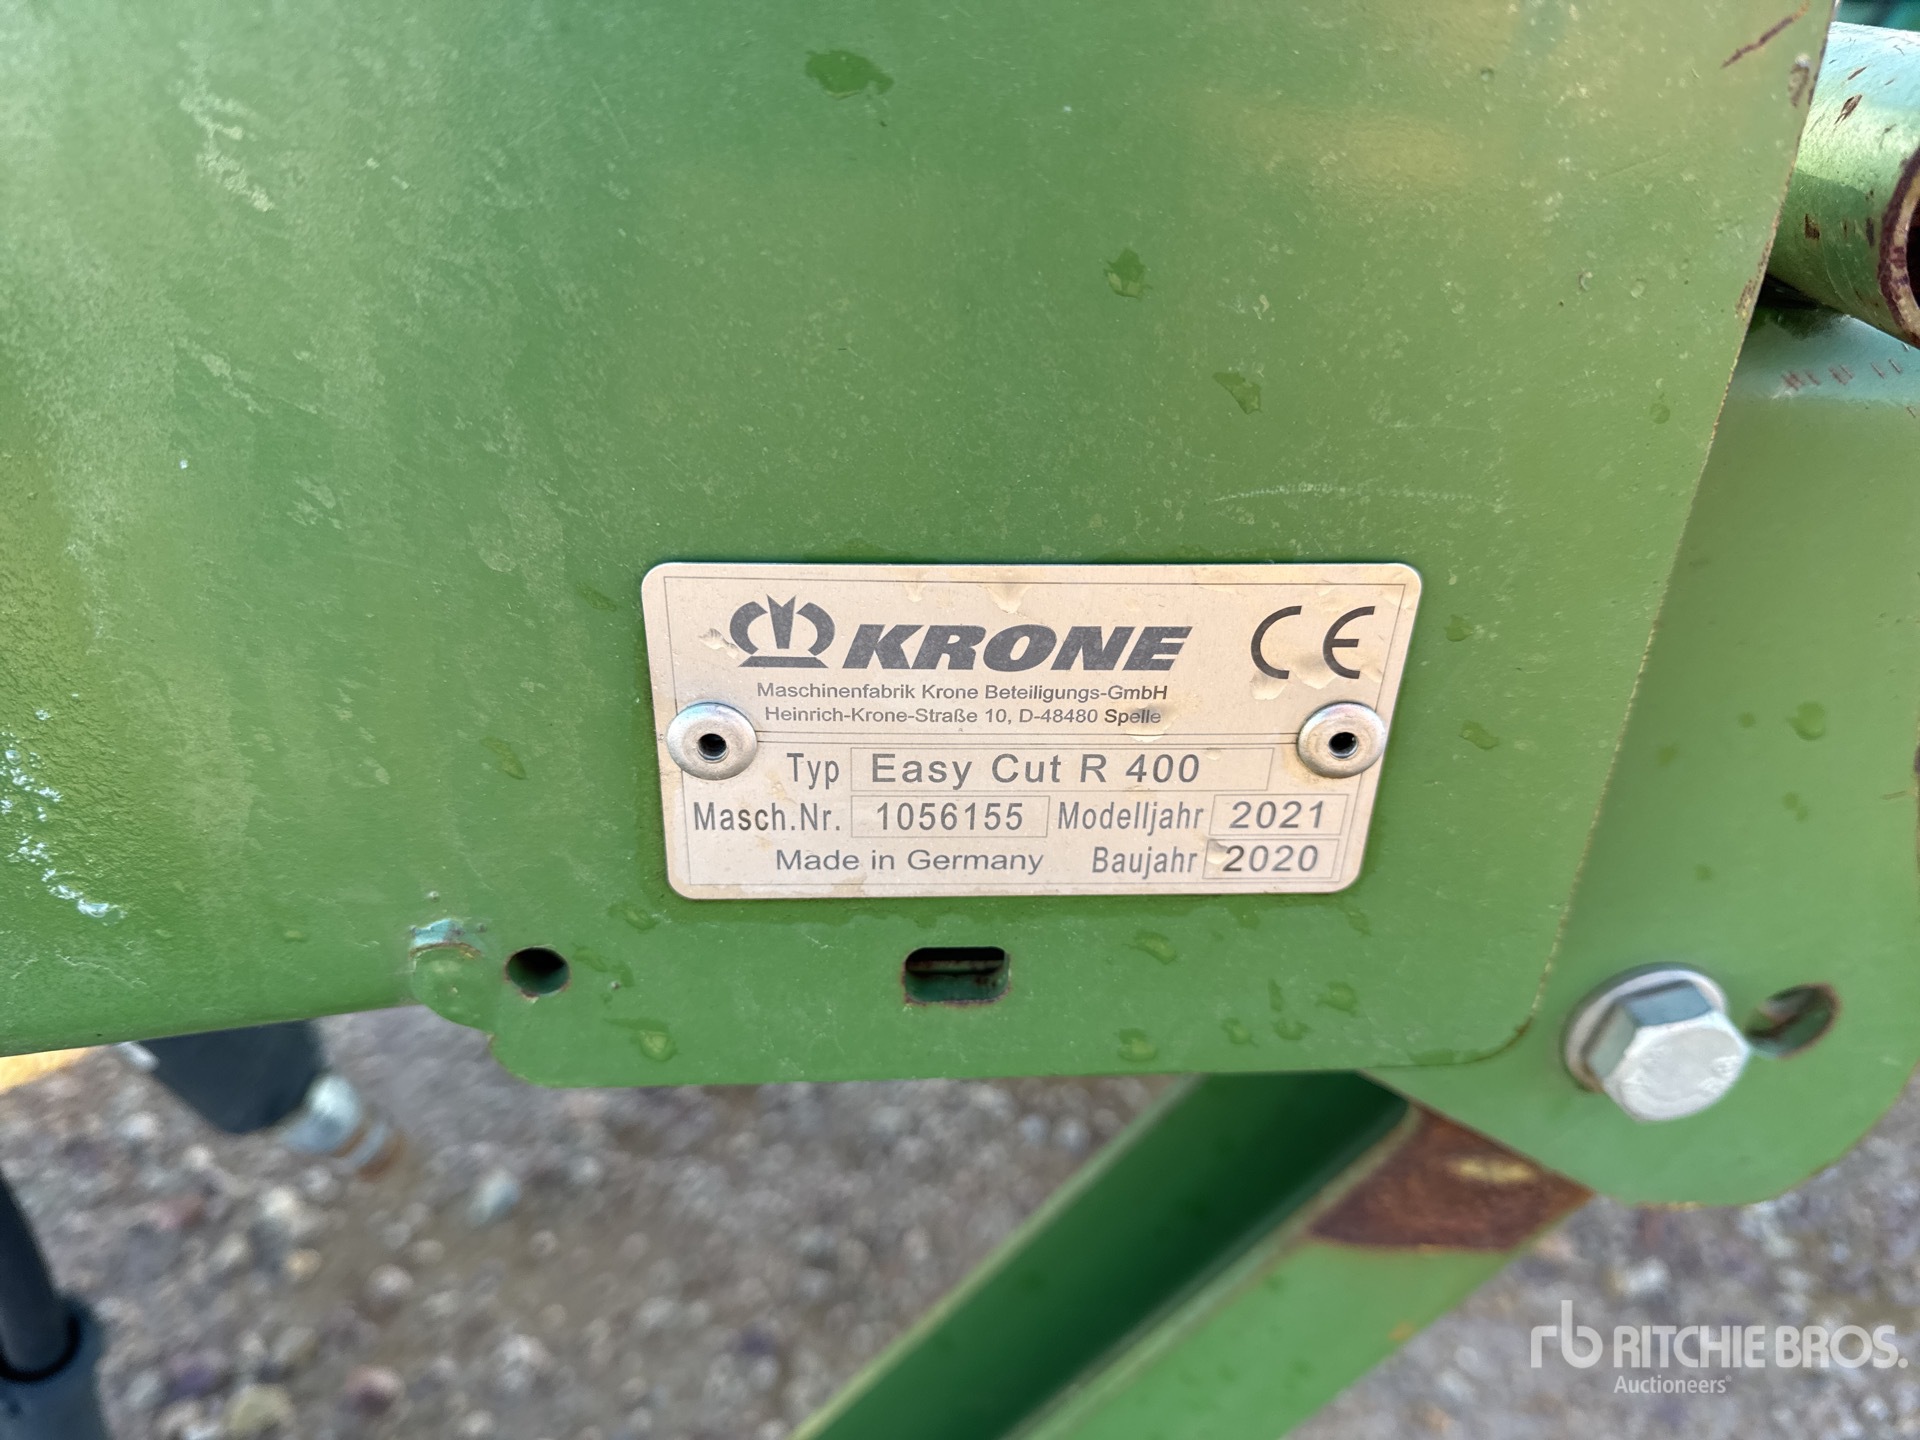 KRONE CE
Maschinenfabrik Krone Beteiligungs-GmbH
Heinrich-Krone-Straße 10, D-48480 Spelle
Typ Easy Cut R 400
Masch.Nr. 1056155 Modelljahr 2021
Made in Germany Baujahr 2020
rb RITCHIE BROS.
Auctioneers